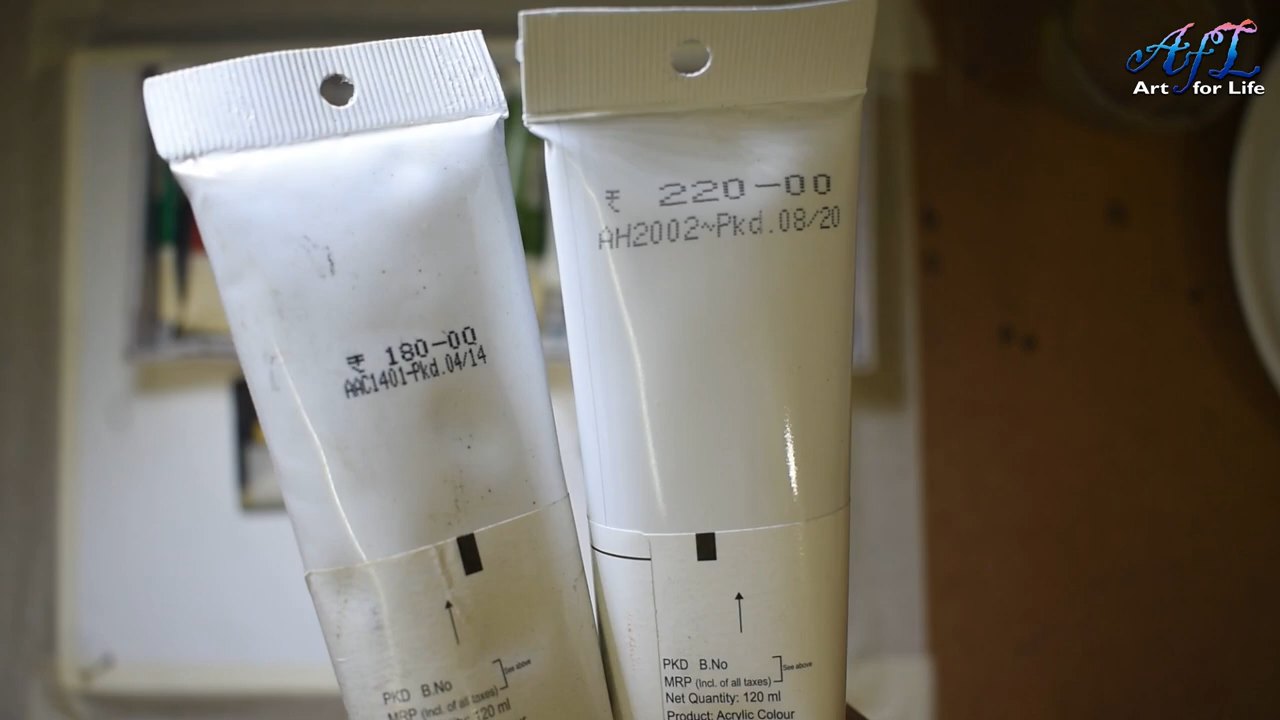 AfL
Art for Life
₹ 180-00
AAC1401-Pkd.04/14
PKD B.No
MRP (Incl. of all taxes)
See above
120 ml
₹ 220-00
AH2002~Pkd.08/20
PKD B.No
MRP (Incl. of all taxes)
See above
Net Quantity: 120 ml
Product: Acrylic Colour